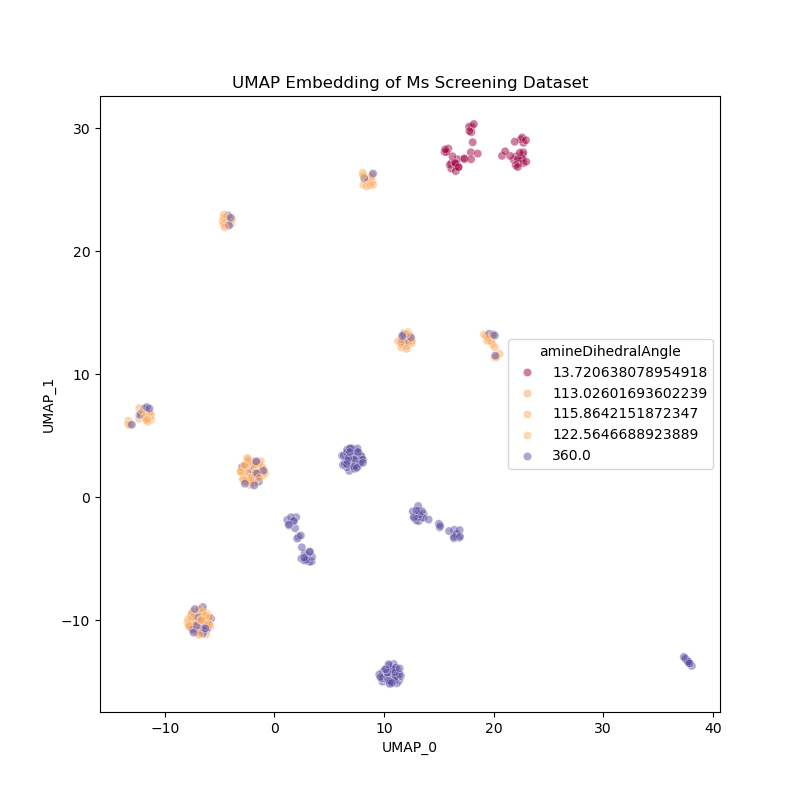 UMAP Embedding of Ms Screening Dataset
30
20
10
0
−10
UMAP_1
amineDihedralAngle
13.720638078954918
113.02601693602239
115.8642151872347
122.5646688923889
360.0
−10 0 10 20 30 40
UMAP_0